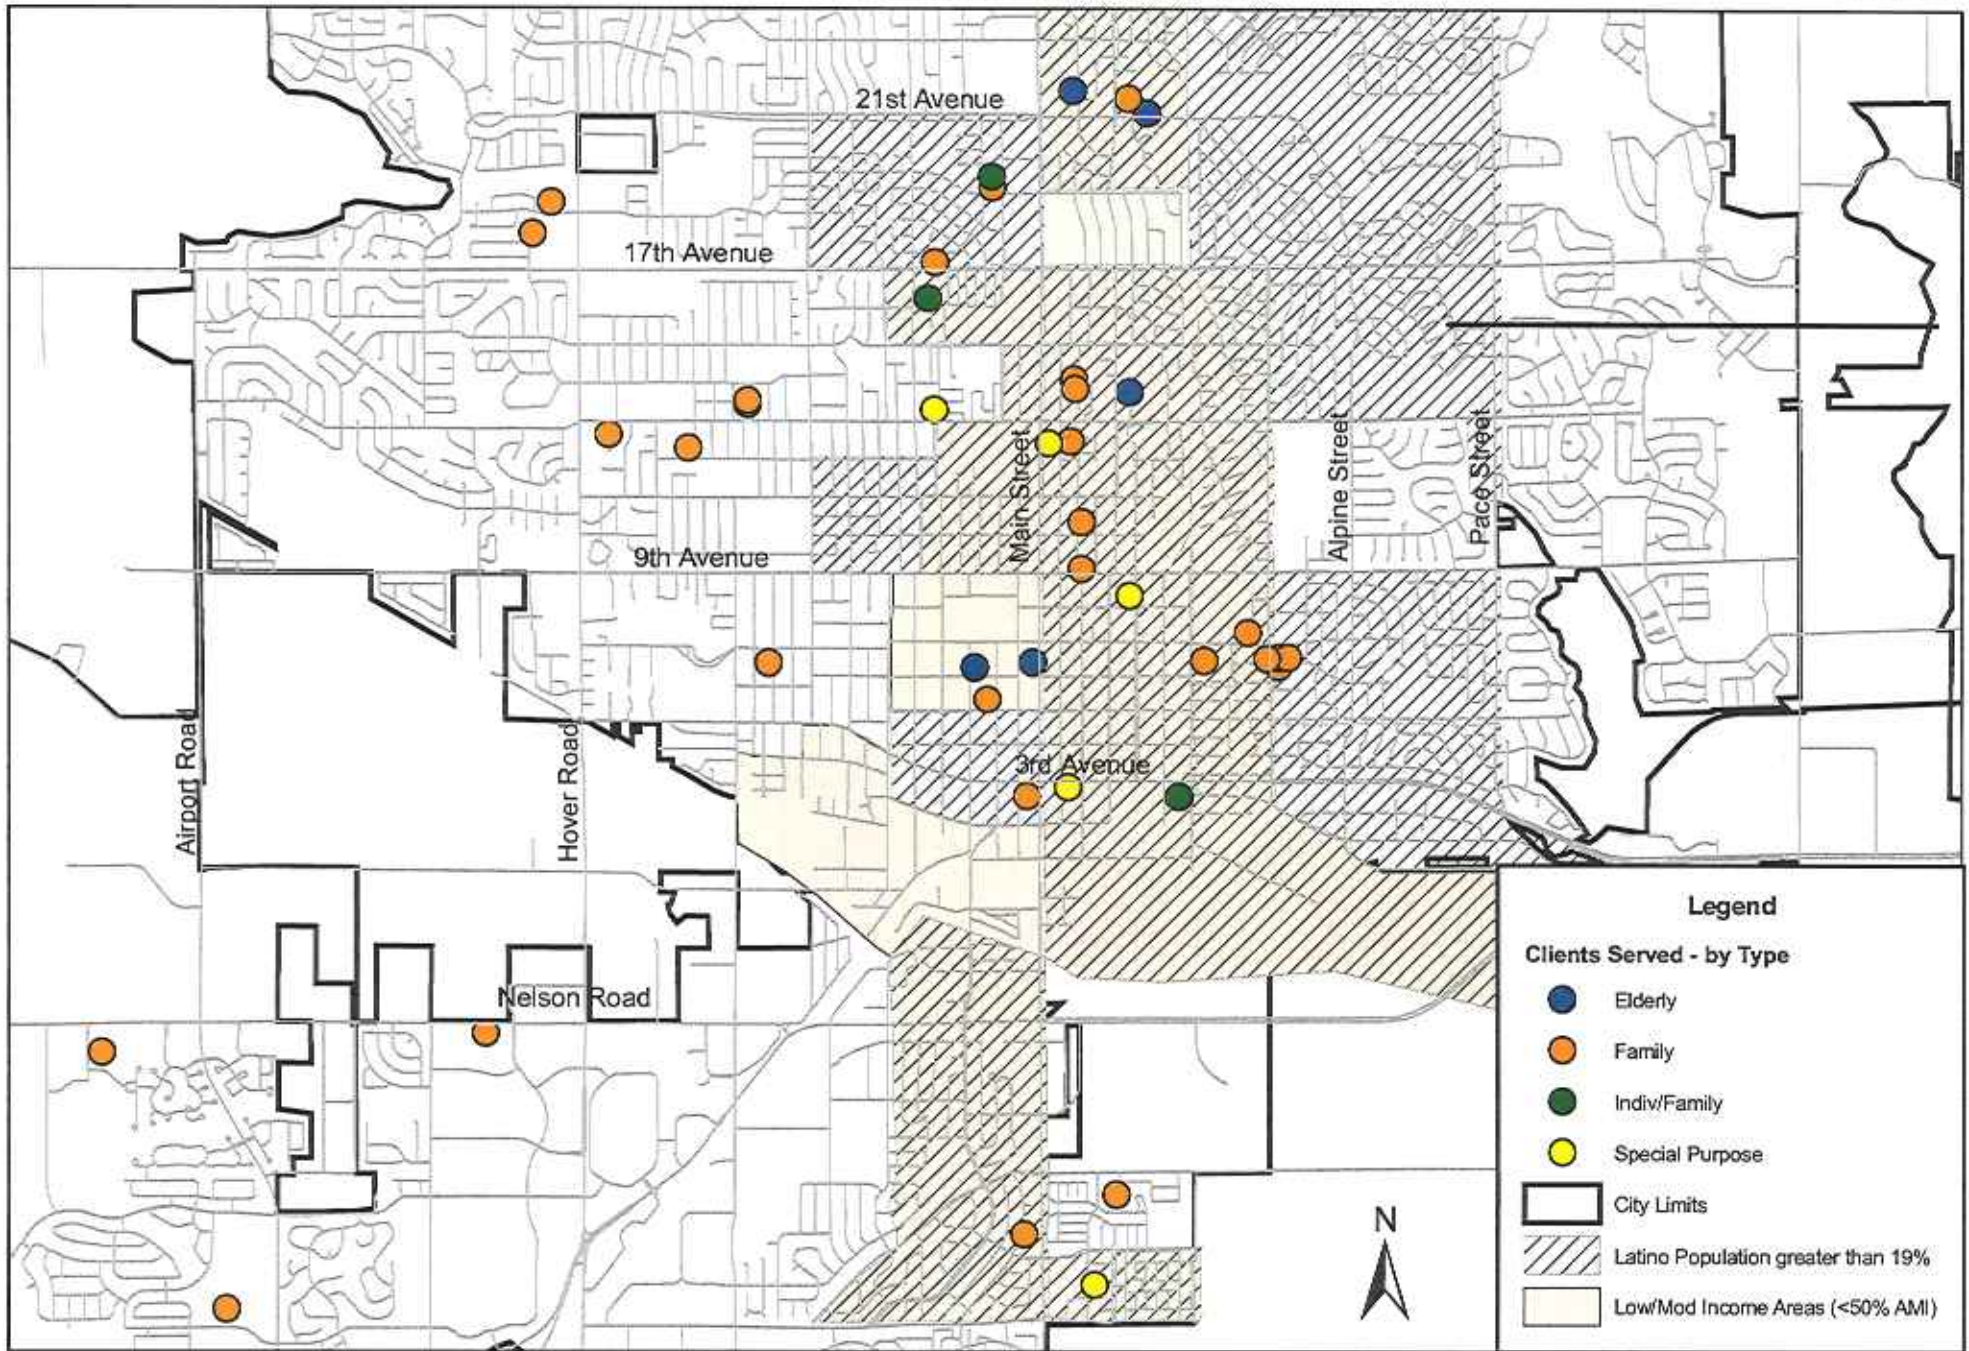 21st Avenue
17th Avenue
Main Street
Alpine Street
Pace Street
9th Avenue
Airport Road
Hover Road
3rd Avenue
Nelson Road
N
Legend
Clients Served - by Type
Elderly
Family
Indiv/Family
Special Purpose
City Limits
Latino Population greater than 19%
Low/Mod Income Areas (<50% AMI)